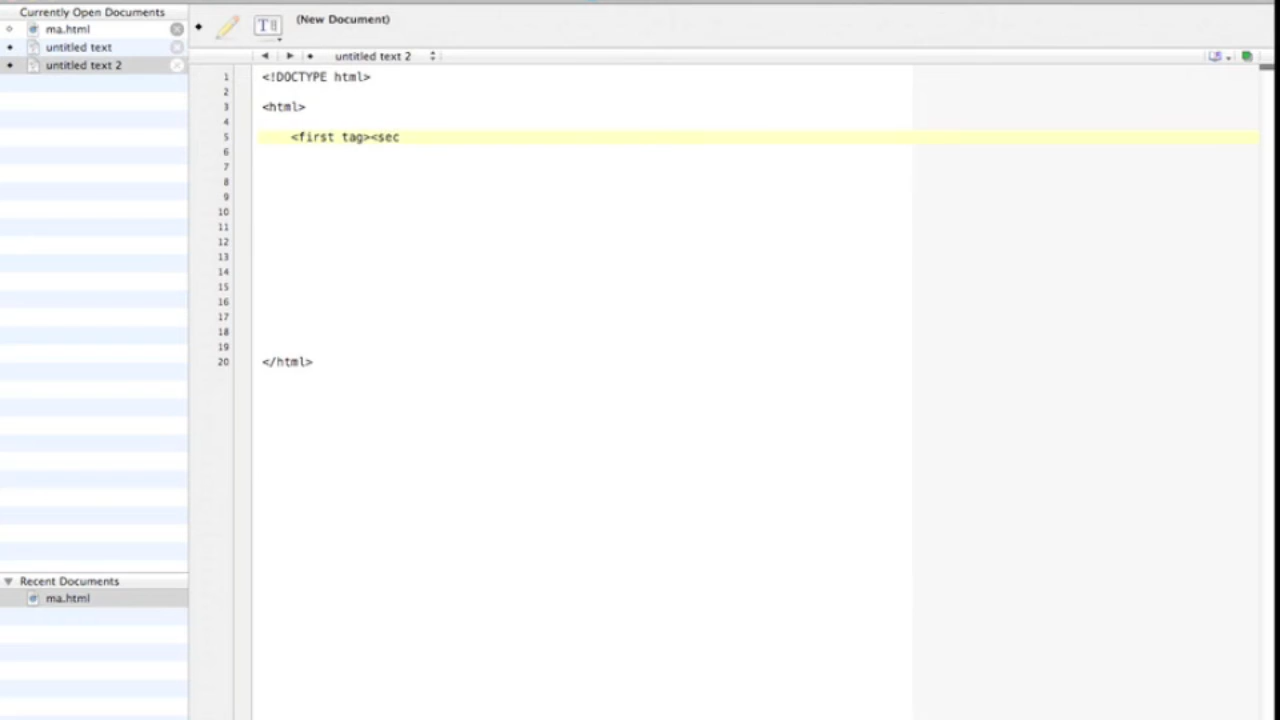 Currently Open Documents
ma.html
untitled text
untitled text 2
Recent Documents
ma.html
T
(New Document)
untitled text 2
1 <!DOCTYPE html>
2
3 <html>
4
5 <first tag><sec
6
7
8
9
10
11
12
13
14
15
16
17
18
19
20 </html>